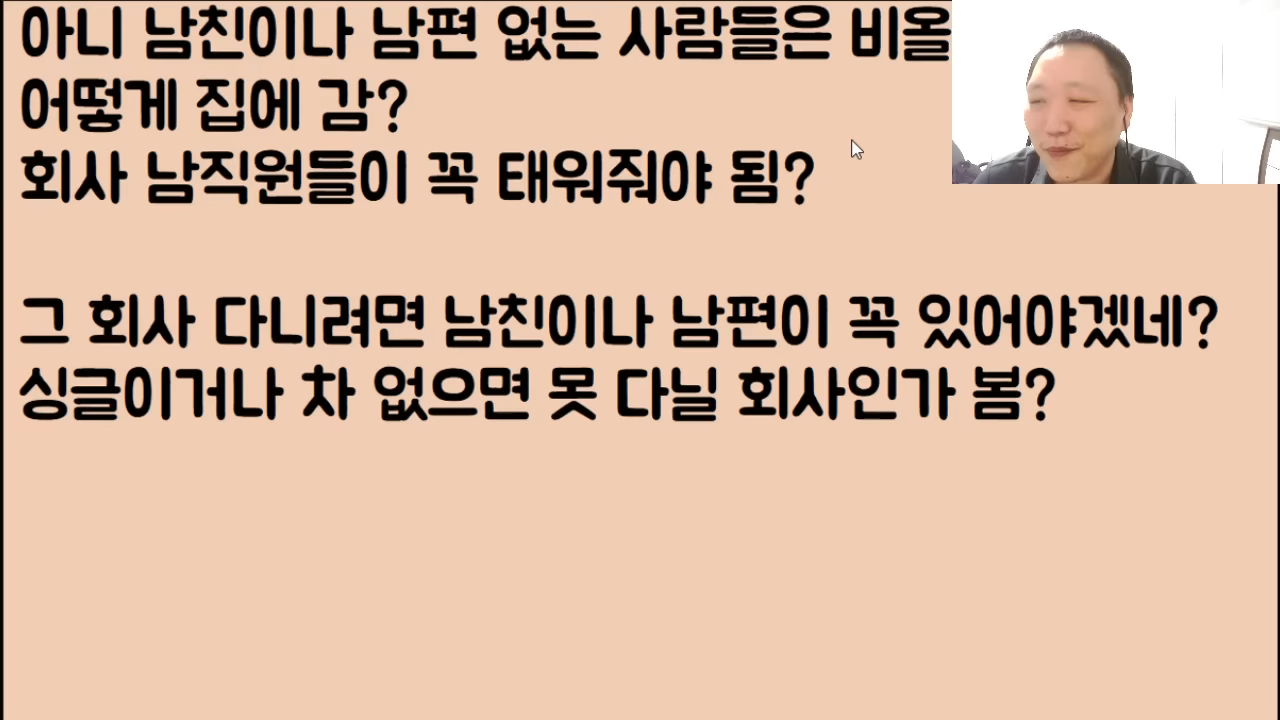 아니 남친이나 남편 없는 사람들은 비올
어떻게 집에 감?
회사 남직원들이 꼭 태워줘야 됨?
그 회사 다니려면 남친이나 남편이 꼭 있어야겠네?
싱글이거나 차 없으면 못 다닐 회사인가 봄?